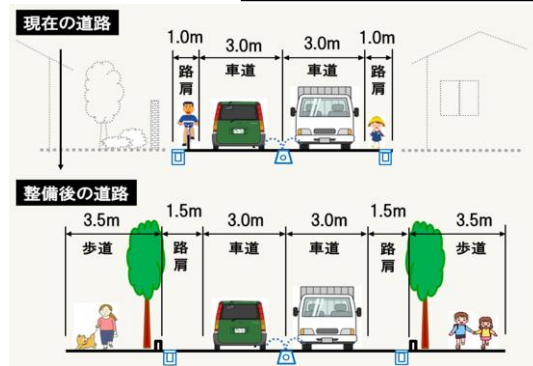 現在の道路
1.0m 3.0m 3.0m 1.0m
路肩 車道 車道 路肩
整備後の道路
3.5m 1.5m 3.0m 3.0m 1.5m 3.5m
歩道 路肩 車道 車道 路肩 歩道